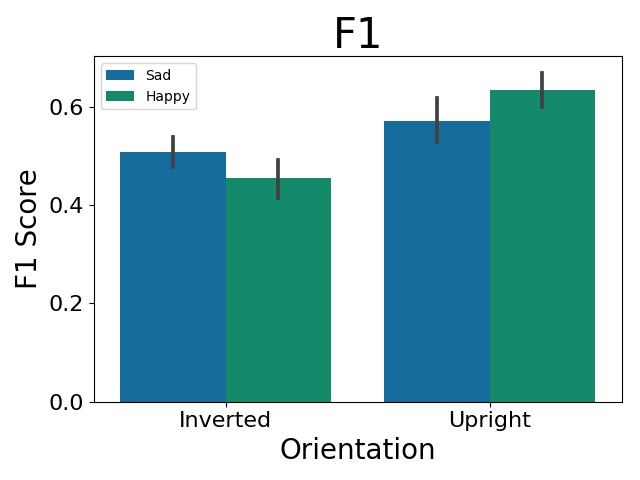 F1
Sad
Happy
F1 Score
0.6
0.4
0.2
0.0
Inverted
Upright
Orientation